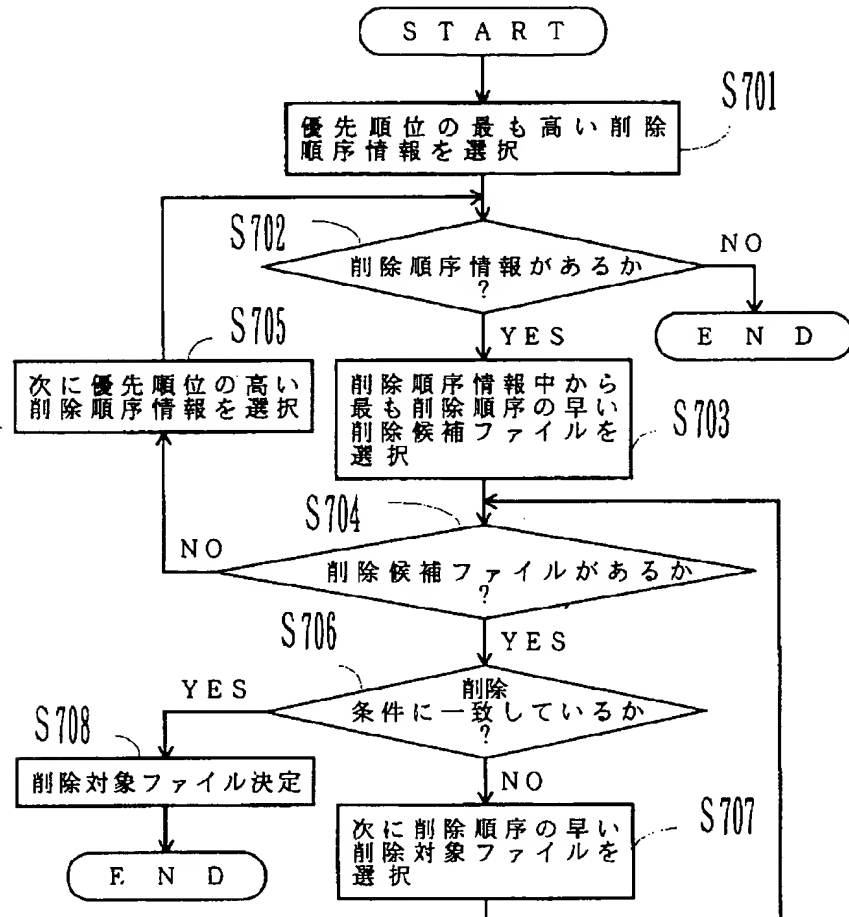 START
S701
優先順位の最も高い削除
順序情報を選択
S702
削除順序情報があるか
?
NO
END
YES
S705
次に優先順位の高い
削除順序情報を選択
削除順序情報中から
最も削除順序の早い
削除候補ファイルを
選択
S703
S704
NO
削除候補ファイルがあるか
?
YES
S706
YES
削除
条件に一致しているか
?
S708
削除対象ファイル決定
NO
S707
次に削除順序の早い
削除対象ファイルを
選択
END